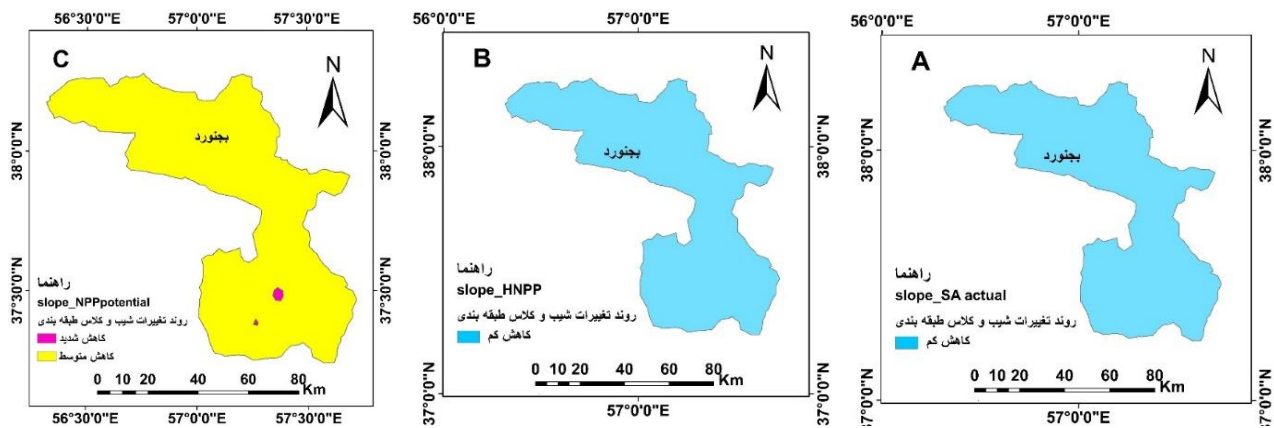 56°30'0"E 57°0'0"E 57°30'0"E
C
N
بجنورد
38°0'0"N
38°0'0"N
37°30'0"N
37°30'0"N
راهنما
slope_NPPpotential
روند تغییرات شیب و کلاس طبقه بندی
کاهش شدید
کاهش متوسط
0 10 20 40 60 80 Km
56°30'0"E 57°0'0"E 57°30'0"E
56°0'0"E 57°0'0"E
B
N
بجنورد
38°0'0"N
38°0'0"N
راهنما
slope_HNPP
روند تغییرات شیب و کلاس طبقه بندی
کاهش کم
0 10 20 40 60 80 Km
37°0'0"N
37°0'0"N
57°0'0"E
56°0'0"E 57°0'0"E
A
N
بجنورد
38°0'0"N
38°0'0"N
راهنما
slope_SA actual
روند تغییرات شیب و کلاس طبقه بندی
کاهش کم
0 10 20 40 60 80 Km
37°0'0"N
37°0'0"N
57°0'0"E